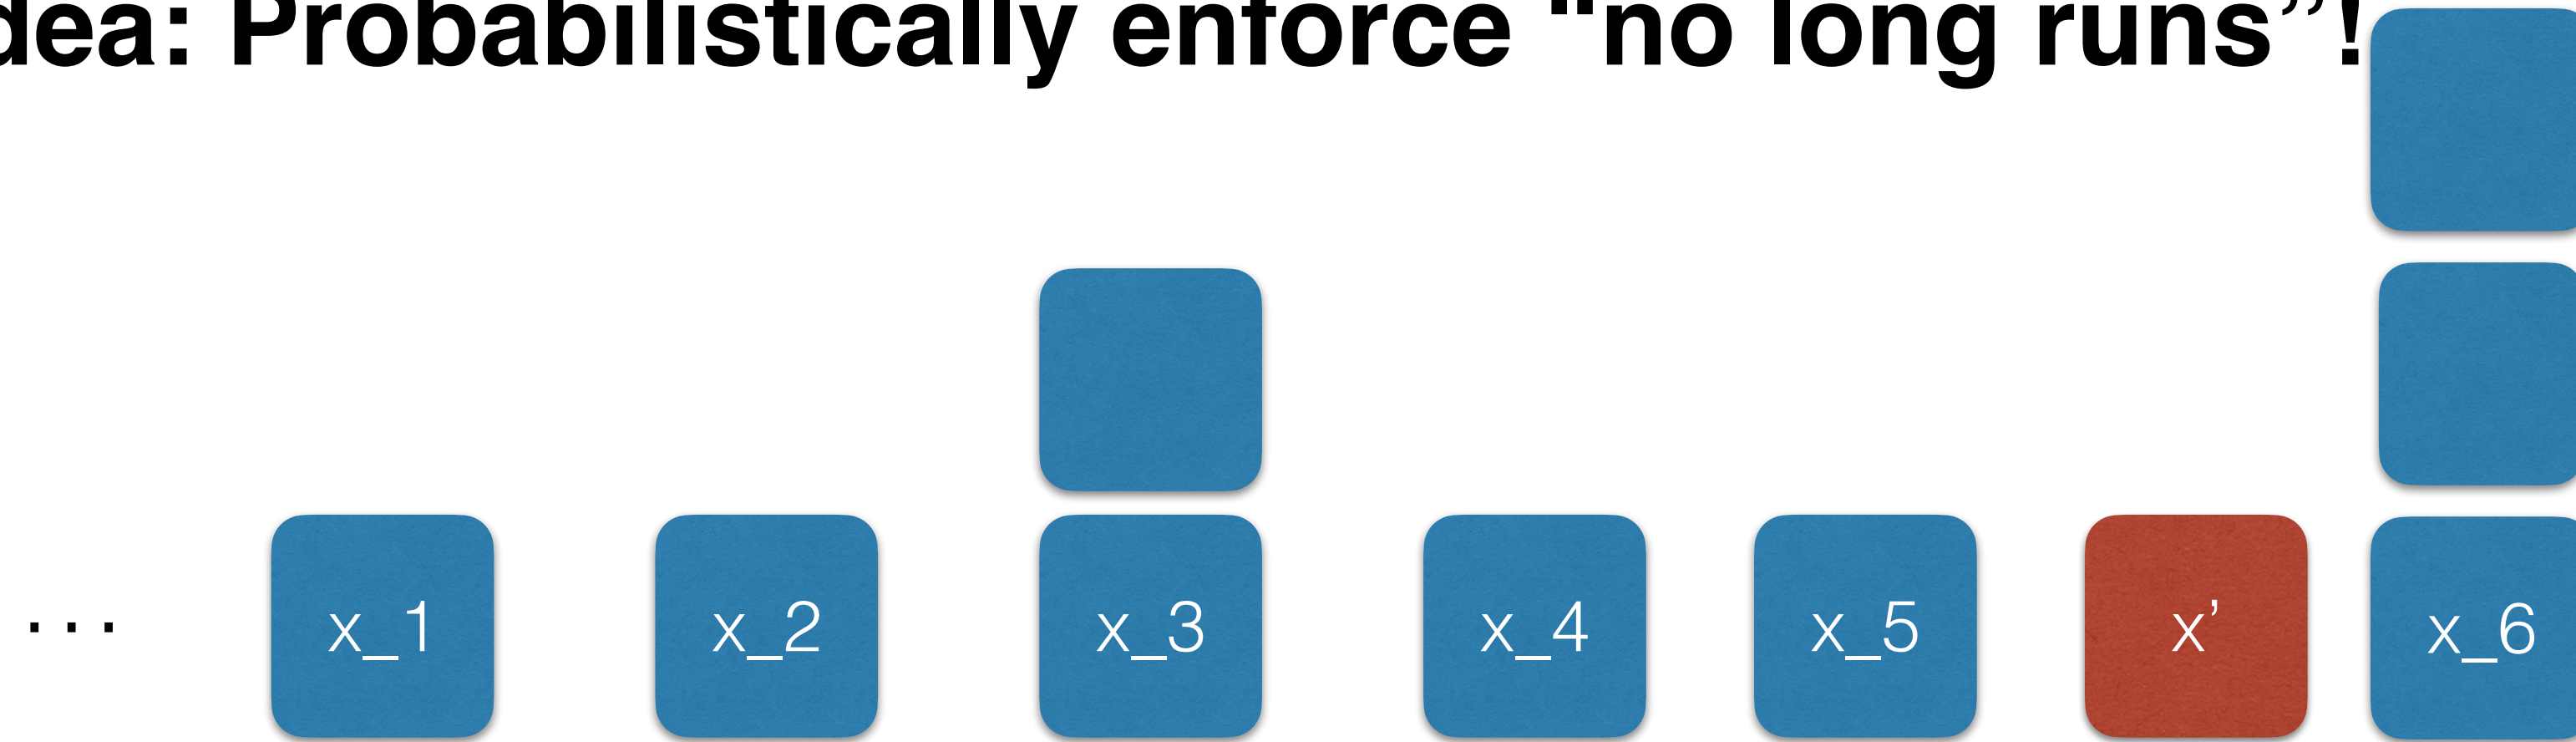 dea: Probabilistically enforce "no long runs”!
... x_1 x_2 x_3 x_4 x_5 x’ x_6